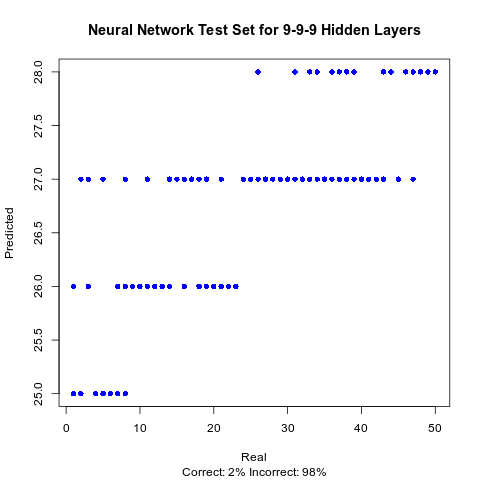 Neural Network Test Set for 9-9-9 Hidden Layers
28.0
27.5
27.0
26.5
26.0
25.5
25.0
Predicted
0 10 20 30 40 50
Real
Correct: 2% Incorrect: 98%